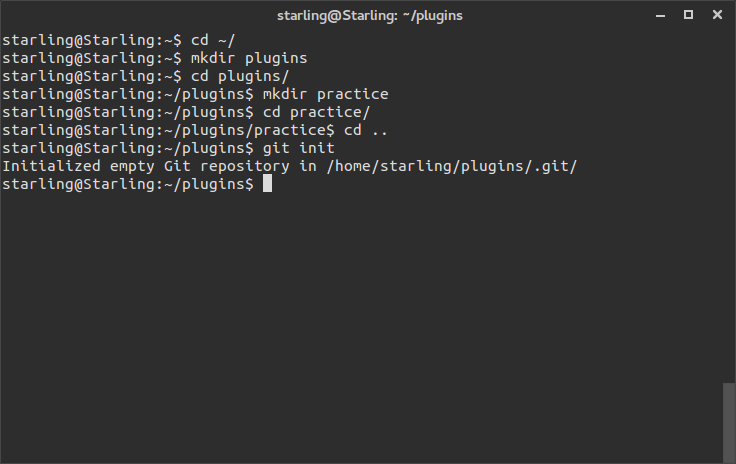 starling@Starling: ~/plugins
starling@Starling:~$ cd ~/
starling@Starling:~$ mkdir plugins
starling@Starling:~$ cd plugins/
starling@Starling:~/plugins$ mkdir practice
starling@Starling:~/plugins$ cd practice/
starling@Starling:~/plugins/practice$ cd ..
starling@Starling:~/plugins$ git init
Initialized empty Git repository in /home/starling/plugins/.git/
starling@Starling:~/plugins$